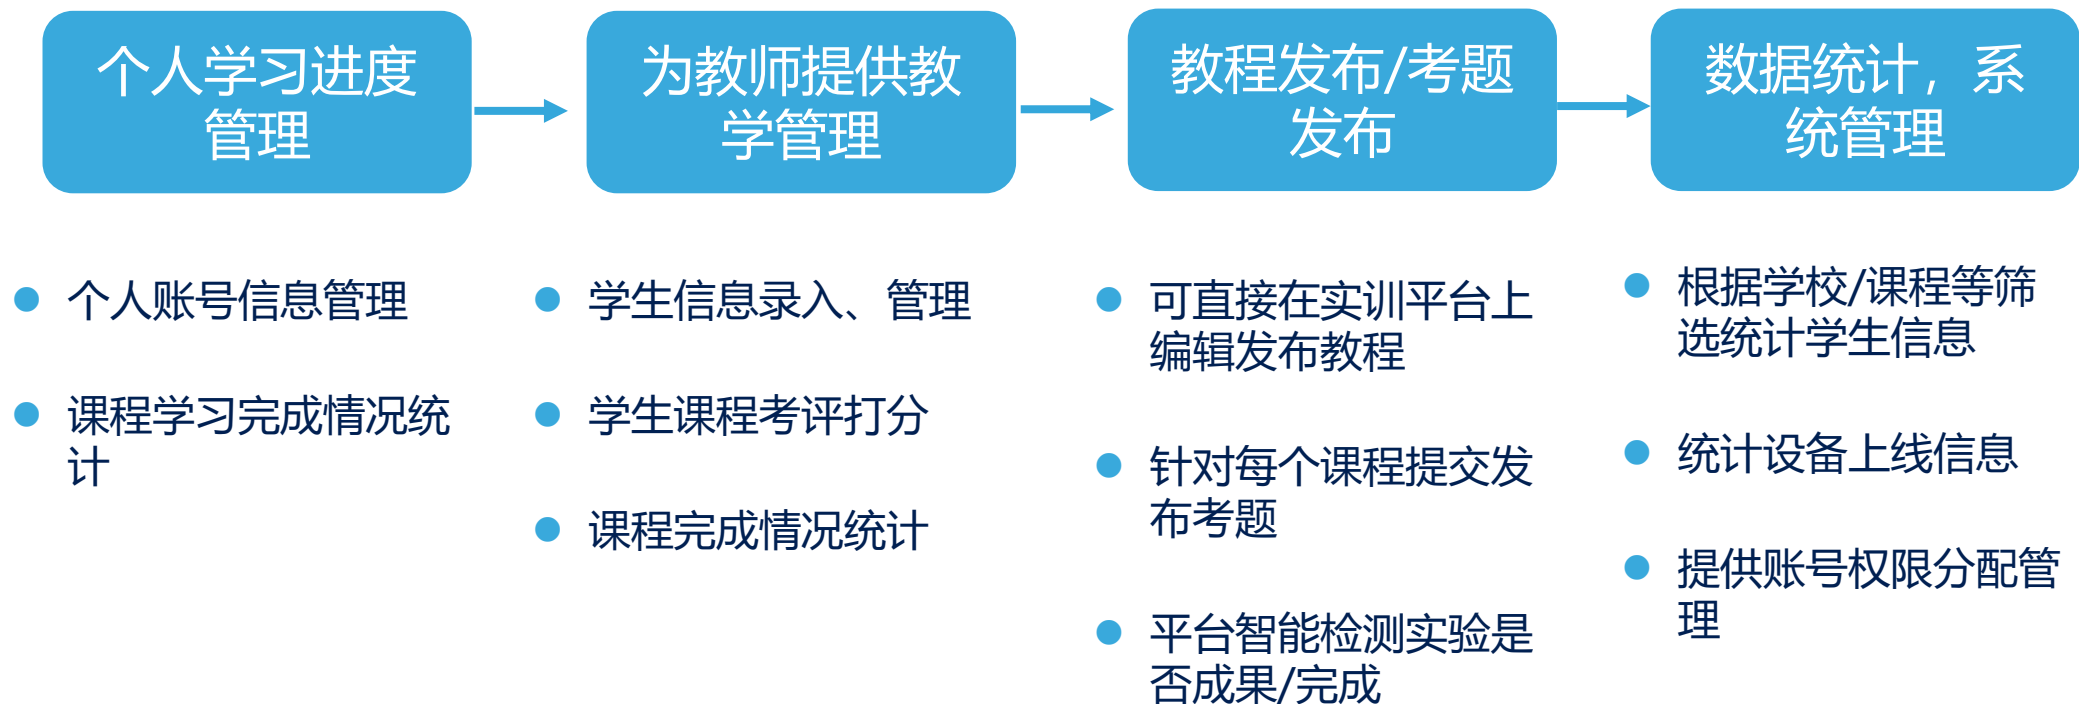 个人学习进度
管理
为教师提供教
学管理
教程发布/考题
发布
数据统计，系
统管理
个人账号信息管理
课程学习完成情况统
计
学生信息录入、管理
学生课程考评打分
课程完成情况统计
可直接在实训平台上
编辑发布教程
针对每个课程提交发
布考题
平台智能检测实验是
否成果/完成
根据学校/课程等筛
选统计学生信息
统计设备上线信息
提供账号权限分配管
理